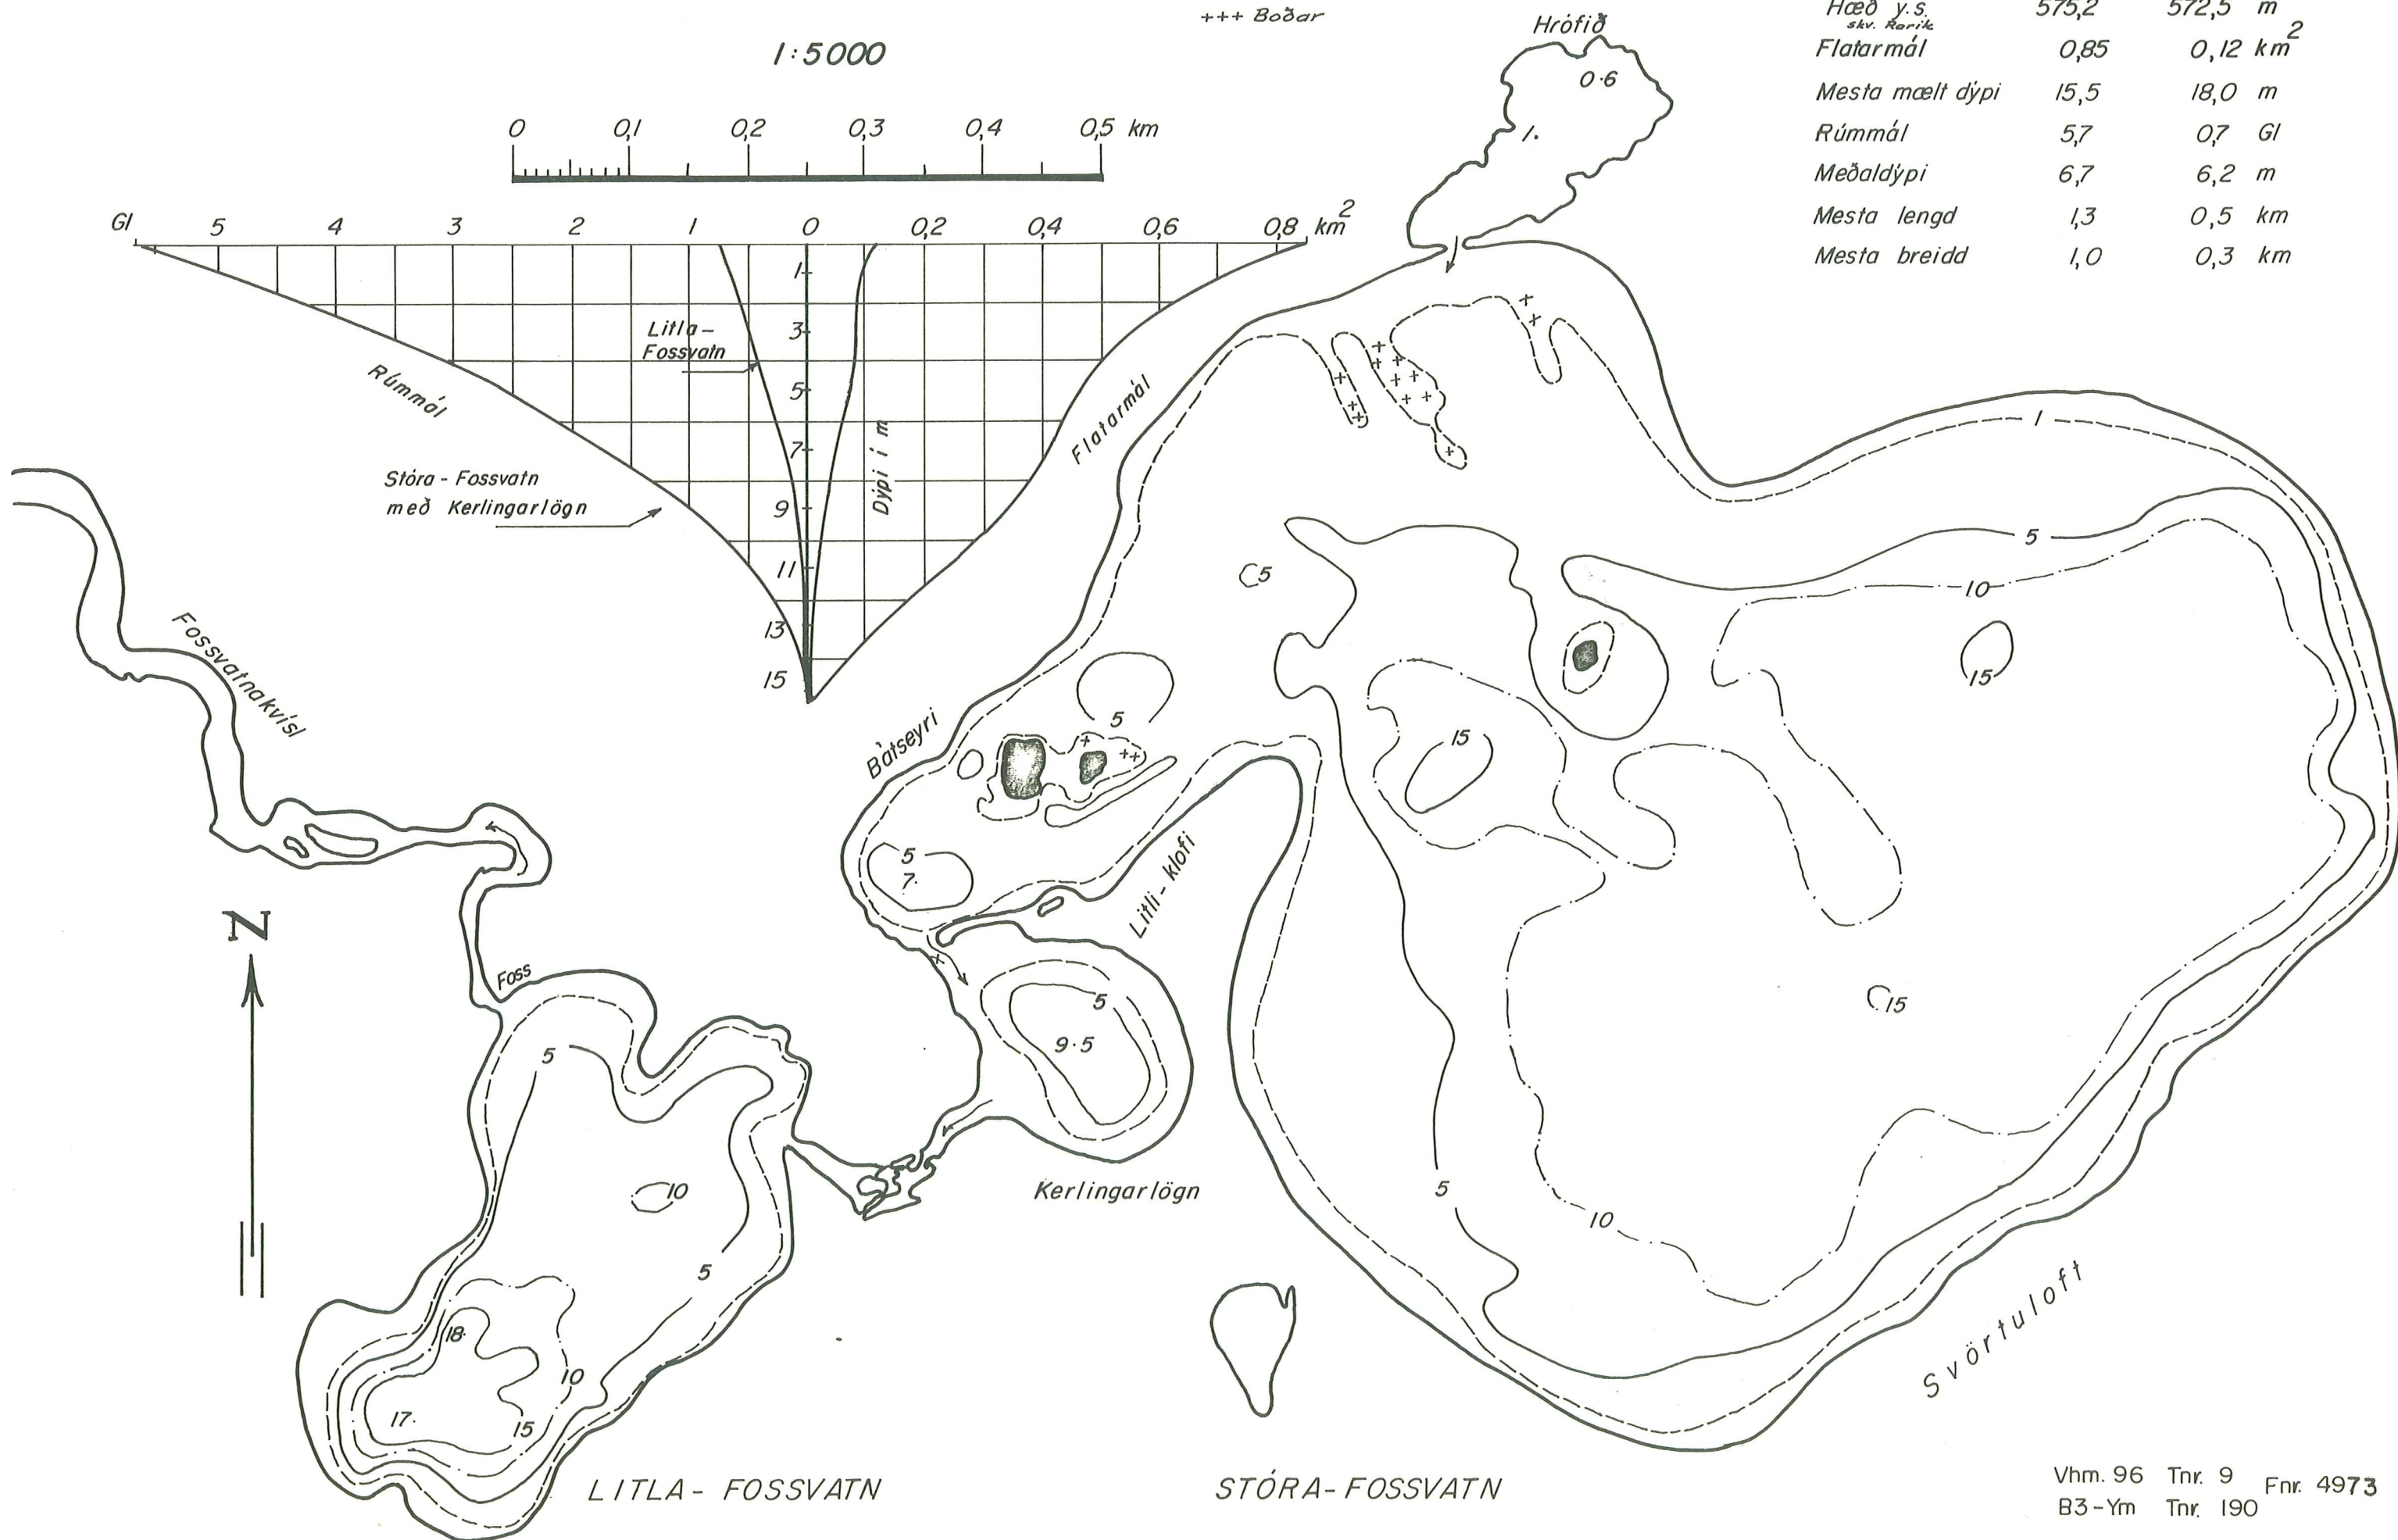 +++ Boðar
1:5000
0 0,1 0,2 0,3 0,4 0,5 km
Hæð y.s. 575,2 572,5 m
skv. Rarik
Flatarmál 0,85 0,12 km²
Mesta mælt dýpi 15,5 18,0 m
Rúmmál 5,7 0,7 Gl
Meðaldýpi 6,7 6,2 m
Mesta lengd 1,3 0,5 km
Mesta breidd 1,0 0,3 km
Gl 5 4 3 2 1 0 0,2 0,4 0,6 0,8 km²
1
3
5
7
9
11
13
15
Dýpi í m
Litla-
Fossvatn
Rúmmál
Flatarmál
Stóra - Fossvatn
með Kerlingarlögn
Hrófið
0·6
1.
1
5
10
15
5
15
5
Bátseyri
5
7.
Litli - klofi
5
9·5
Kerlingarlögn
15
5
10
Svörtuloft
Fossvatnakvísl
N
Foss
5
10
5
18.
10
17.
15
LITLA - FOSSVATN
STÓRA - FOSSVATN
Vhm. 96 Tnr. 9 Fnr. 4973
B3-Ym Tnr. 190